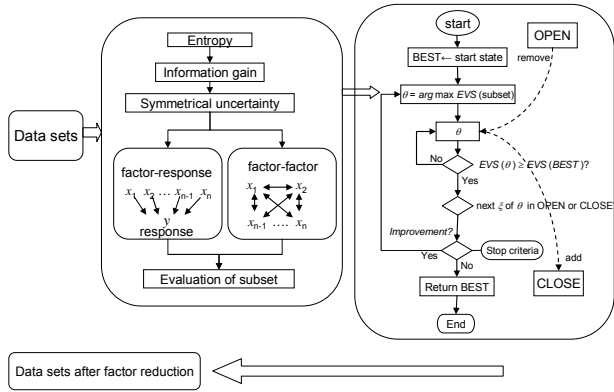 Data sets
Entropy
Information gain
Symmetrical uncertainty
factor-response
x1 x2 ... xn-1 xn
y
response
factor-factor
x1 x2
xn-1 .... xn
Evaluation of subset
start
BEST← start state
θ = arg max EVS (subset)
θ
No
EVS (θ) ≥ EVS (BEST)?
Yes
next ξ of θ in OPEN or CLOSE?
Improvement?
Yes
Stop criteria
No
Return BEST
End
OPEN
remove
add
CLOSE
Data sets after factor reduction